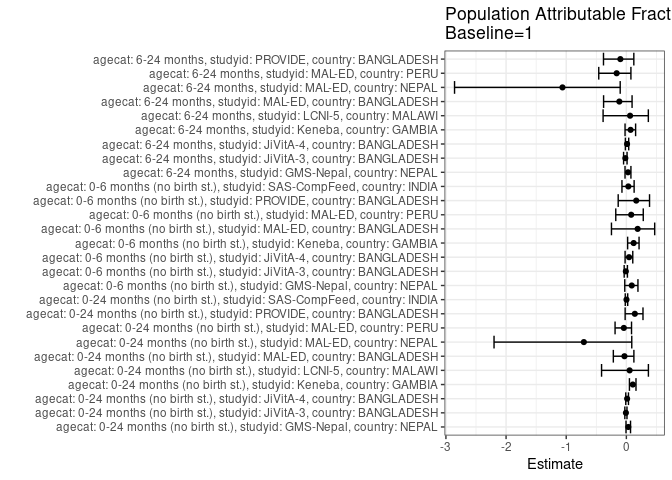 Population Attributable Fract
Baseline=1
agecat: 6-24 months, studyid: PROVIDE, country: BANGLADESH
agecat: 6-24 months, studyid: MAL-ED, country: PERU
agecat: 6-24 months, studyid: MAL-ED, country: NEPAL
agecat: 6-24 months, studyid: MAL-ED, country: BANGLADESH
agecat: 6-24 months, studyid: LCNI-5, country: MALAWI
agecat: 6-24 months, studyid: Keneba, country: GAMBIA
agecat: 6-24 months, studyid: JiVitA-4, country: BANGLADESH
agecat: 6-24 months, studyid: JiVitA-3, country: BANGLADESH
agecat: 6-24 months, studyid: GMS-Nepal, country: NEPAL
agecat: 0-6 months (no birth st.), studyid: SAS-CompFeed, country: INDIA
agecat: 0-6 months (no birth st.), studyid: PROVIDE, country: BANGLADESH
agecat: 0-6 months (no birth st.), studyid: MAL-ED, country: PERU
agecat: 0-6 months (no birth st.), studyid: MAL-ED, country: BANGLADESH
agecat: 0-6 months (no birth st.), studyid: Keneba, country: GAMBIA
agecat: 0-6 months (no birth st.), studyid: JiVitA-4, country: BANGLADESH
agecat: 0-6 months (no birth st.), studyid: JiVitA-3, country: BANGLADESH
agecat: 0-6 months (no birth st.), studyid: GMS-Nepal, country: NEPAL
agecat: 0-24 months (no birth st.), studyid: SAS-CompFeed, country: INDIA
agecat: 0-24 months (no birth st.), studyid: PROVIDE, country: BANGLADESH
agecat: 0-24 months (no birth st.), studyid: MAL-ED, country: PERU
agecat: 0-24 months (no birth st.), studyid: MAL-ED, country: NEPAL
agecat: 0-24 months (no birth st.), studyid: MAL-ED, country: BANGLADESH
agecat: 0-24 months (no birth st.), studyid: LCNI-5, country: MALAWI
agecat: 0-24 months (no birth st.), studyid: Keneba, country: GAMBIA
agecat: 0-24 months (no birth st.), studyid: JiVitA-4, country: BANGLADESH
agecat: 0-24 months (no birth st.), studyid: JiVitA-3, country: BANGLADESH
agecat: 0-24 months (no birth st.), studyid: GMS-Nepal, country: NEPAL
-3 -2 -1 0
Estimate